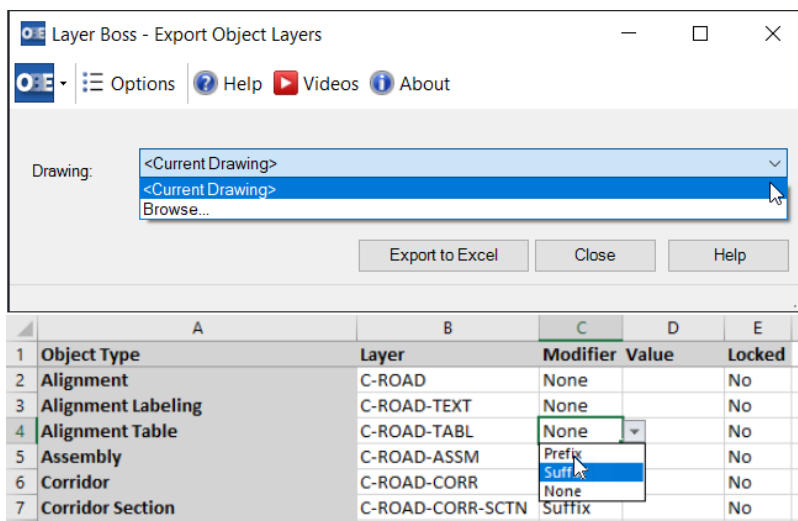 OBE Layer Boss - Export Object Layers
OBE Options Help Videos About
Drawing: <Current Drawing>
<Current Drawing>
Browse...
Export to Excel Close Help
A B C D E
1 Object Type Layer Modifier Value Locked
2 Alignment C-ROAD None No
3 Alignment Labeling C-ROAD-TEXT None No
4 Alignment Table C-ROAD-TABL None No
5 Assembly C-ROAD-ASSM Prefix No
6 Corridor C-ROAD-CORR Suffix No
None
7 Corridor Section C-ROAD-CORR-SCTN Suffix No